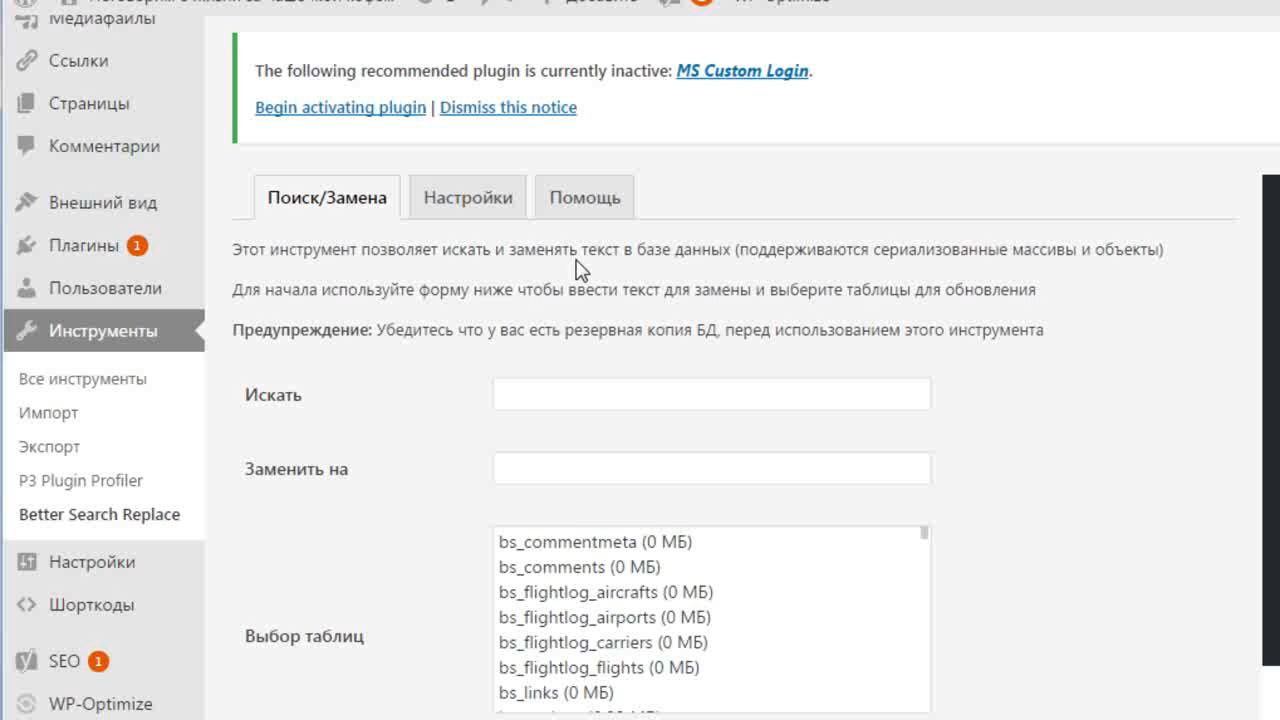 Добавить
WP-Optimize
Медиафайлы
Ссылки
Страницы
Комментарии
Внешний вид
Плагины 1
Пользователи
Инструменты
Все инструменты
Импорт
Экспорт
P3 Plugin Profiler
Better Search Replace
Настройки
Шорткоды
SEO 1
WP-Optimize
The following recommended plugin is currently inactive: MS Custom Login.
Begin activating plugin | Dismiss this notice
Поиск/Замена
Настройки
Помощь
Этот инструмент позволяет искать и заменять текст в базе данных (поддерживаются сериализованные массивы и объекты)
Для начала используйте форму ниже чтобы ввести текст для замены и выберите таблицы для обновления
Предупреждение: Убедитесь что у вас есть резервная копия БД, перед использованием этого инструмента
Искать
Заменить на
Выбор таблиц
bs_commentmeta (0 МБ)
bs_comments (0 МБ)
bs_flightlog_aircrafts (0 МБ)
bs_flightlog_airports (0 МБ)
bs_flightlog_carriers (0 МБ)
bs_flightlog_flights (0 МБ)
bs_links (0 МБ)